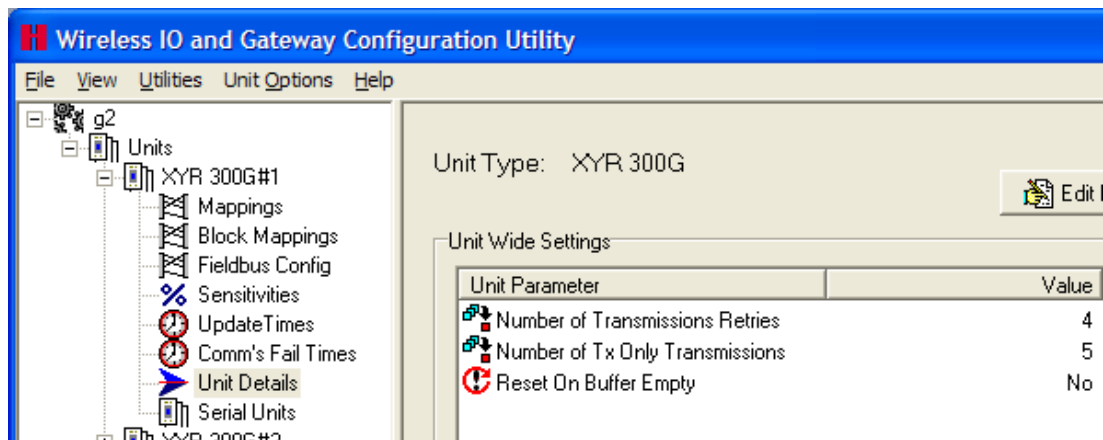 H Wireless IO and Gateway Configuration Utility
File View Utilities Unit Options Help
g2
Units
XYR 300G#1
Mappings
Block Mappings
Fieldbus Config
Sensitivities
UpdateTimes
Comm's Fail Times
Unit Details
Serial Units
Unit Type: XYR 300G
Edit
Unit Wide Settings
Unit Parameter Value
Number of Transmissions Retries 4
Number of Tx Only Transmissions 5
Reset On Buffer Empty No